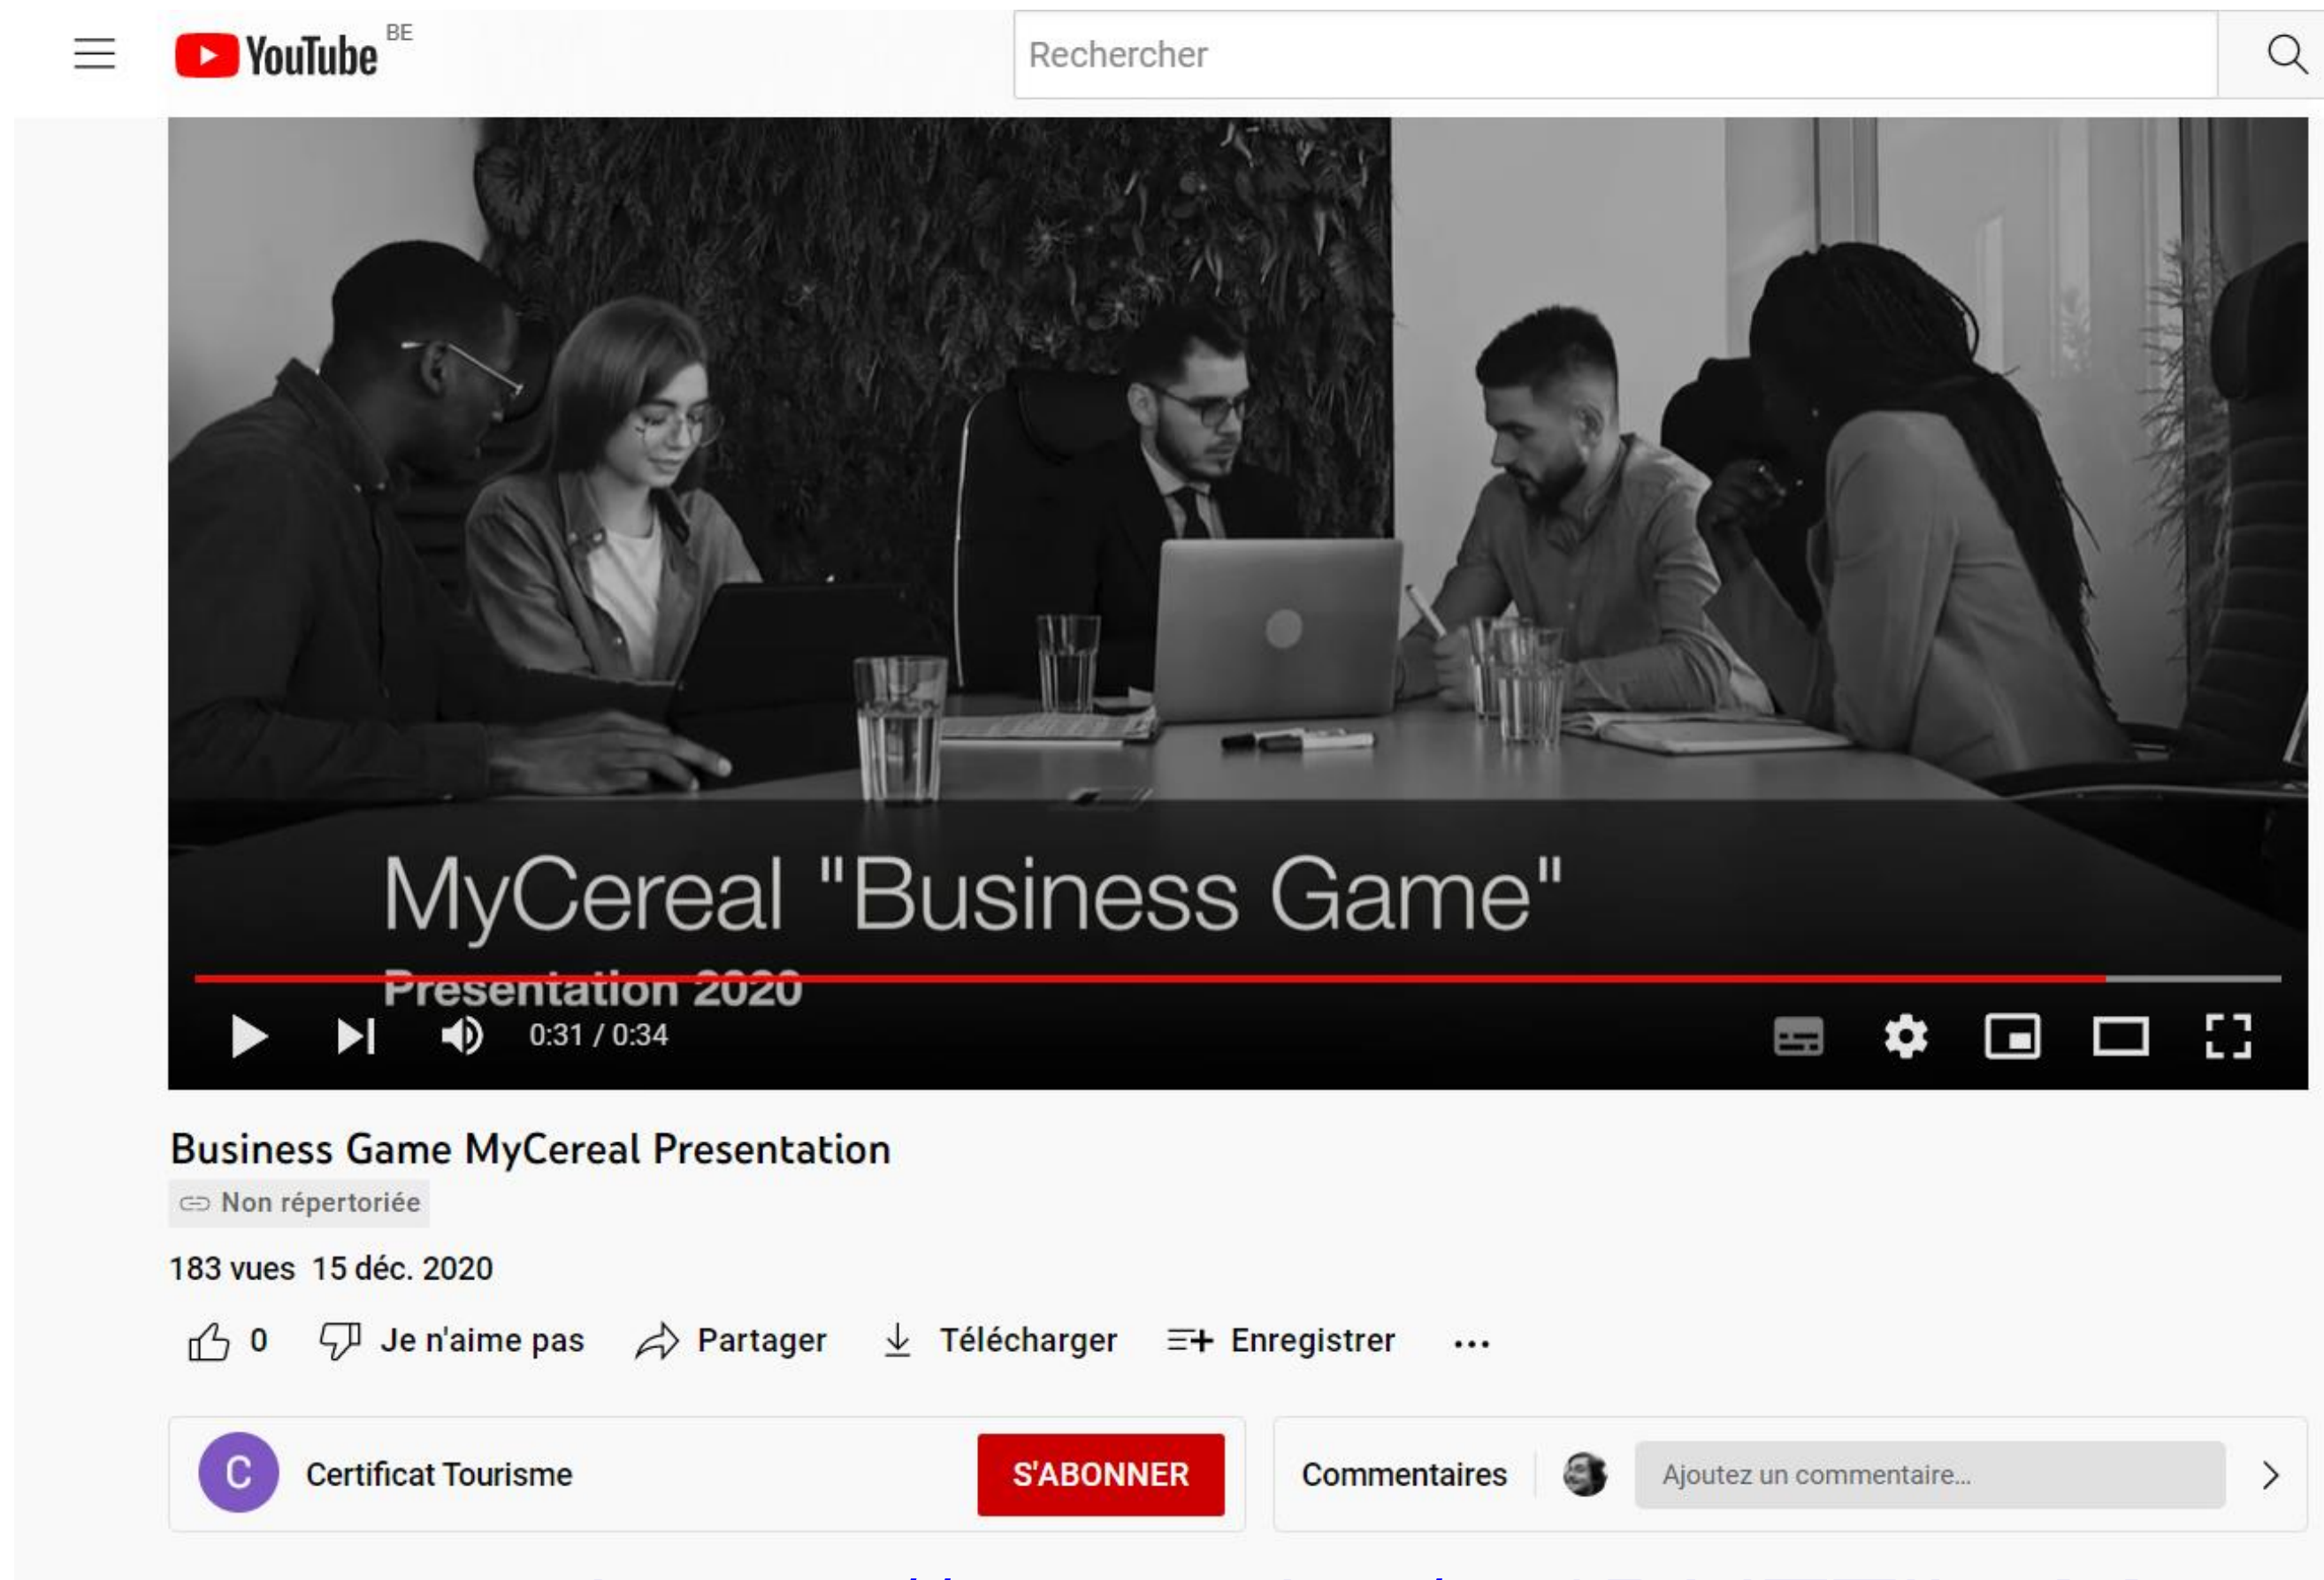 YouTube BE
Rechercher
MyCereal "Business Game"
Presentation 2020
0:31 / 0:34
Business Game MyCereal Presentation
Non répertoriée
183 vues 15 déc. 2020
0 Je n'aime pas Partager Télécharger Enregistrer ...
C Certificat Tourisme S'ABONNER Commentaires Ajoutez un commentaire...